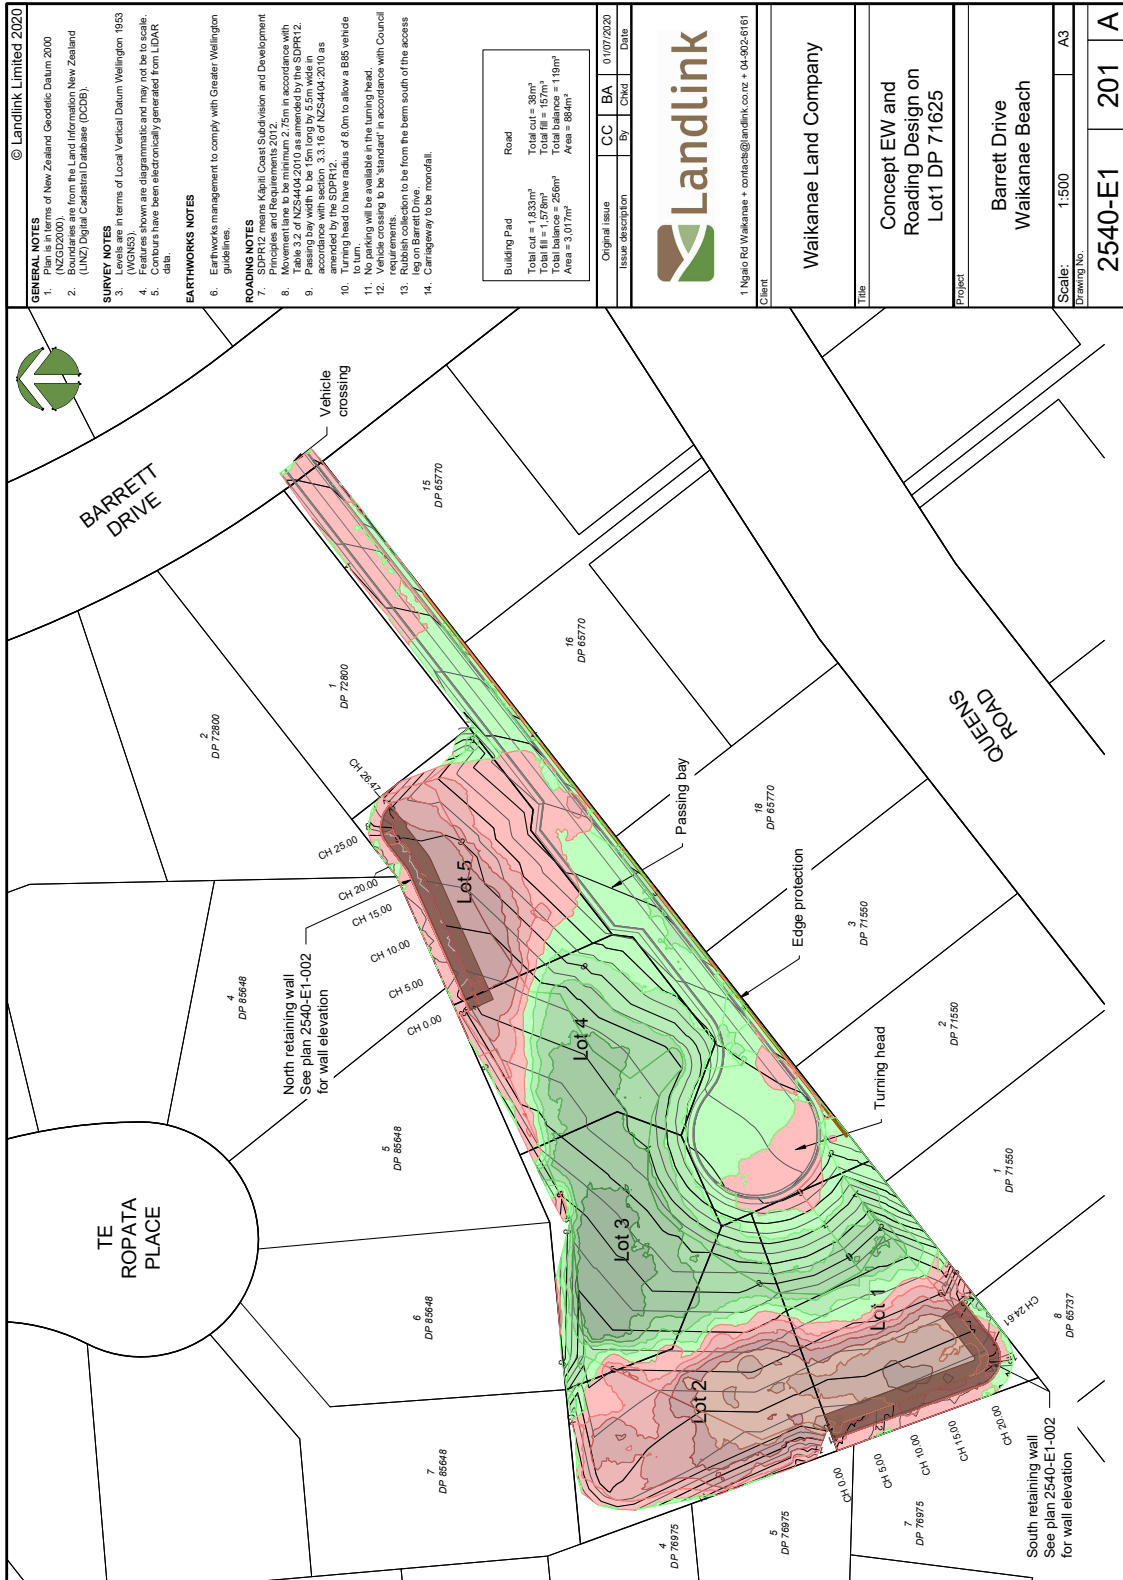 © Landlink Limited 2020
GENERAL NOTES
1. Plan is in terms of New Zealand Geodetic Datum 2000
(NZGD2000).
2. Boundaries are from the Land Information New Zealand
(LINZ) Digital Cadastral Database (DCDB).
SURVEY NOTES
3. Levels are in terms of Local Vertical Datum Wellington 1953
(WGN53).
4. Features shown are diagrammatic and may not be to scale.
5. Contours have been electronically generated from LiDAR
data.
EARTHWORKS NOTES
6. Earthworks management to comply with Greater Wellington
guidelines.
ROADING NOTES
7. SDPR12 means Kāpiti Coast Subdivision and Development
Principles and Requirements 2012.
8. Movement lane to be minimum 2.75m in accordance with
Table 3.2 of NZS4404:2010 as amended by the SDPR12.
9. Passing bay width to be 15m long by 5.5m wide in
accordance with section 3.3.16 of NZS4404:2010 as
amended by the SDPR12.
10. Turning head to have radius of 8.0m to allow a B85 vehicle
to turn.
11. No parking will be available in the turning head.
12. Vehicle crossing to be 'standard' in accordance with Council
requirements.
13. Rubbish collection to be from the berm south of the access
leg on Barrett Drive.
14. Carriageway to be monofall.
Building Pad
Total cut = 1,833m³
Total fill = 1,578m³
Total balance = 256m³
Area = 3,017m²
Road
Total cut = 38m³
Total fill = 157m³
Total balance = 119m³
Area = 884m²
Original issue CC BA 01/07/2020
Issue description By Chkd Date
Landlink
1 Ngaio Rd Waikanae + contacts@landlink.co.nz + 04-902-6161
Client
Waikanae Land Company
Title
Concept EW and
Roading Design on
Lot1 DP 71625
Project
Barrett Drive
Waikanae Beach
Scale: 1:500 A3
Drawing No.
2540-E1 201 A
BARRETT
DRIVE
Vehicle
crossing
15
DP 65770
2
DP 72800
1
DP 72800
16
DP 65770
QUEENS
ROAD
CH 26.47
CH 25.00
CH 20.00
CH 15.00
CH 10.00
CH 5.00
CH 0.00
Lot 5
Passing bay
18
DP 65770
4
DP 85648
North retaining wall
See plan 2540-E1-002
for wall elevation
Lot 4
Edge protection
3
DP 71550
2
DP 71550
Turning head
5
DP 85648
TE
ROPATA
PLACE
Lot 3
1
DP 71550
6
DP 85648
Lot 1
CH 24.61
8
DP 65737
Lot 2
7
DP 85648
CH 0.00
CH 5.00
CH 10.00
CH 15.00
CH 20.00
4
DP 76975
5
DP 76975
7
DP 76975
South retaining wall
See plan 2540-E1-002
for wall elevation